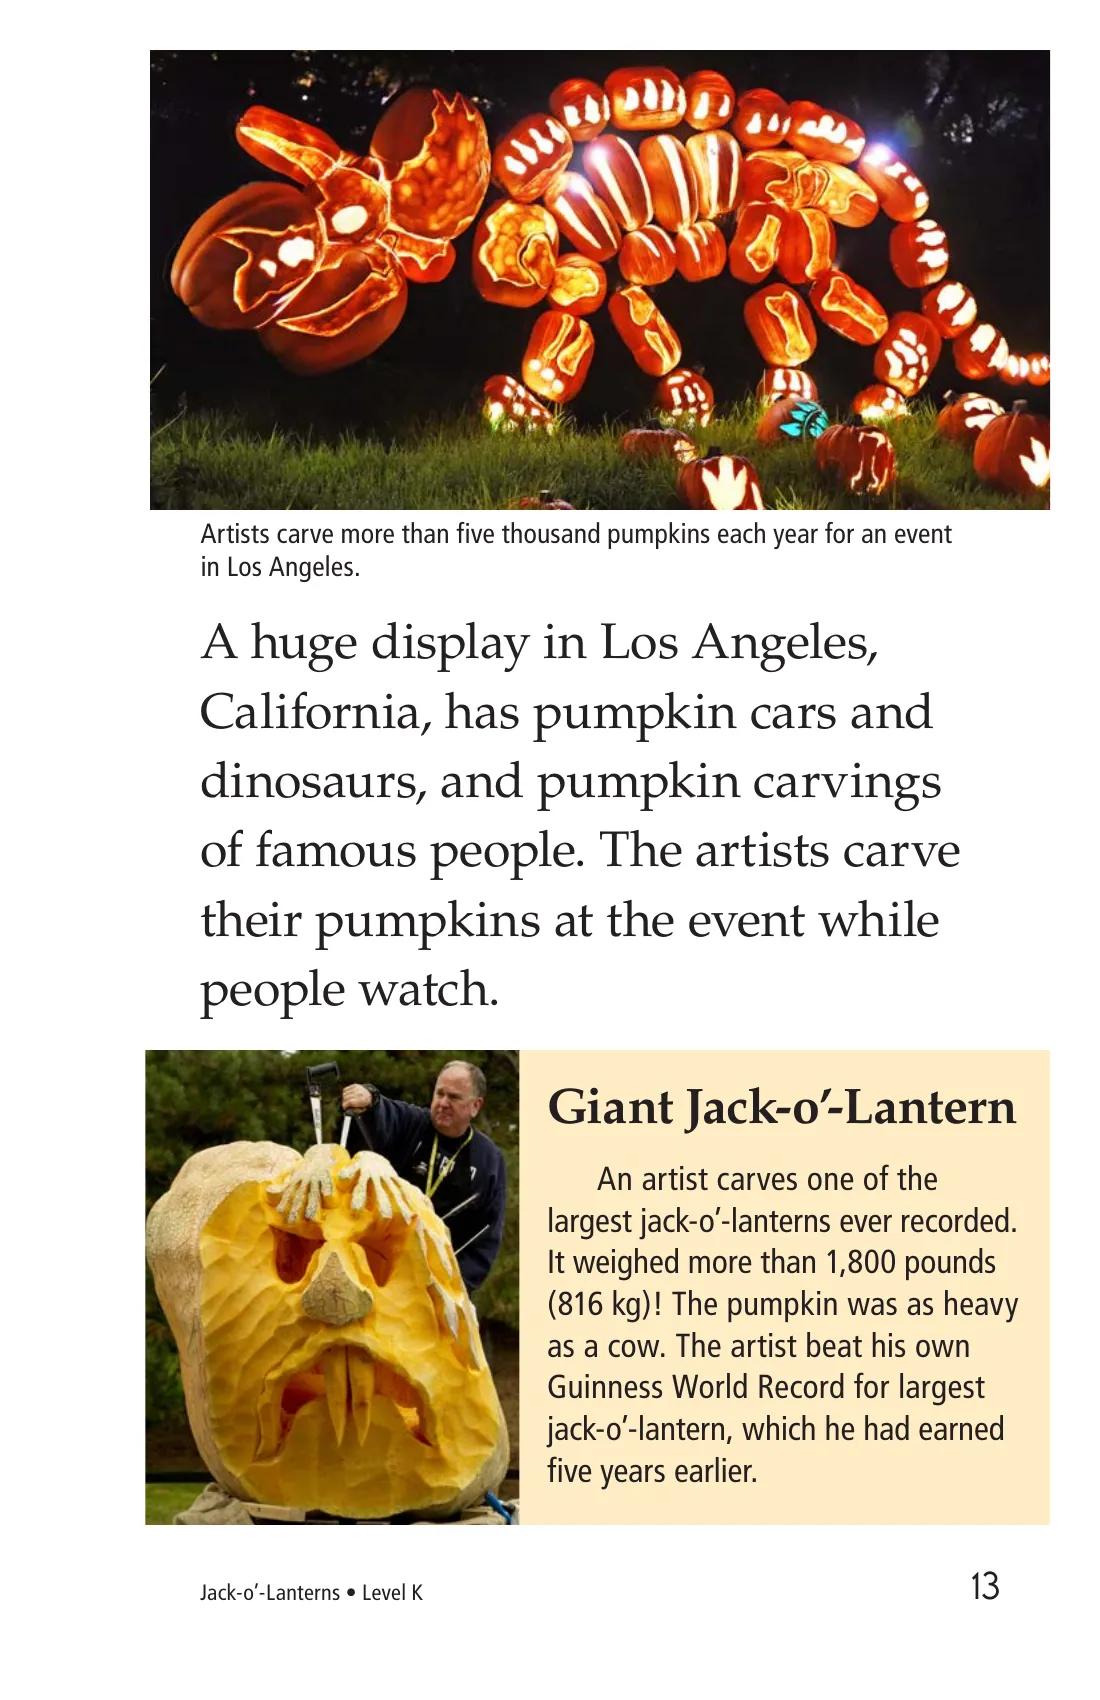 Artists carve more than five thousand pumpkins each year for an event
in Los Angeles.
A huge display in Los Angeles,
California, has pumpkin cars and
dinosaurs, and pumpkin carvings
of famous people. The artists carve
their pumpkins at the event while
people watch.
Giant Jack-o’-Lantern
An artist carves one of the
largest jack-o’-lanterns ever recorded.
It weighed more than 1,800 pounds
(816 kg)! The pumpkin was as heavy
as a cow. The artist beat his own
Guinness World Record for largest
jack-o’-lantern, which he had earned
five years earlier.
Jack-o’-Lanterns • Level K
13